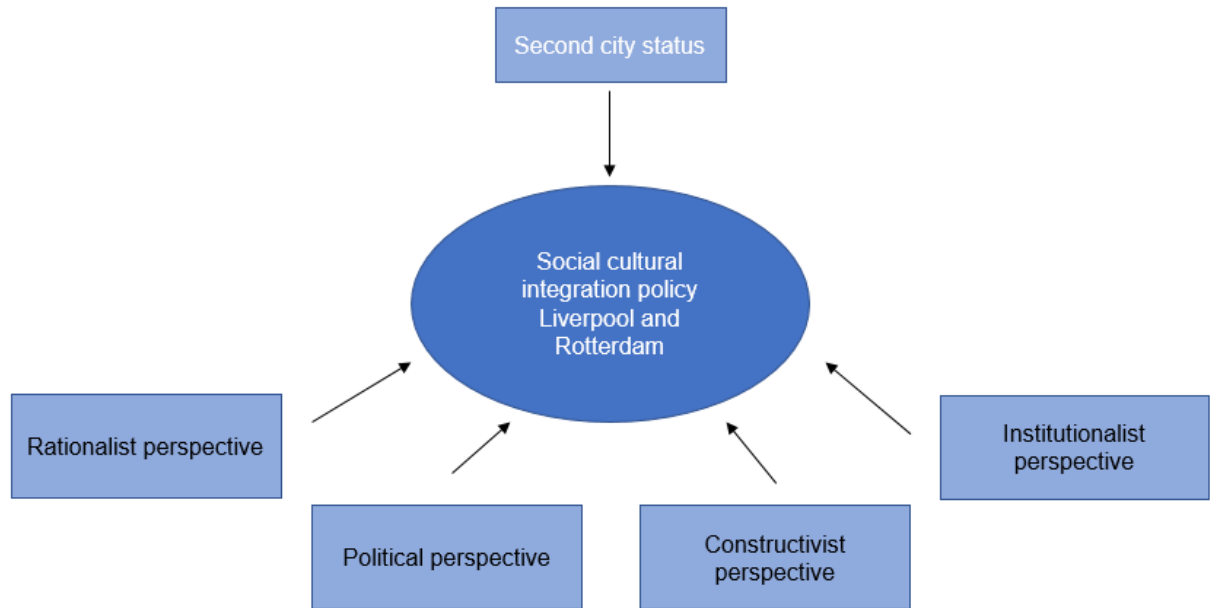 Second city status
Social cultural
integration policy
Liverpool and
Rotterdam
Rationalist perspective
Institutionalist
perspective
Political perspective
Constructivist
perspective